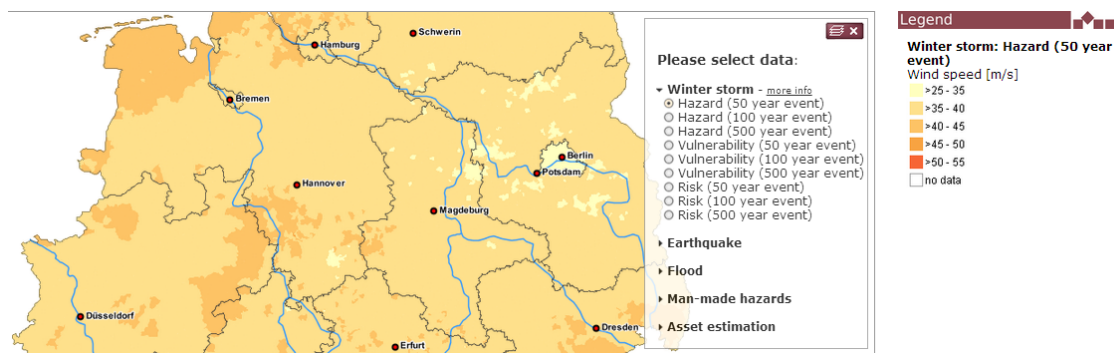 Schwerin
Hamburg
Bremen
Berlin
Potsdam
Hannover
Magdeburg
Düsseldorf
Dresden
Erfurt
Please select data:
Winter storm - more info
Hazard (50 year event)
Hazard (100 year event)
Hazard (500 year event)
Vulnerability (50 year event)
Vulnerability (100 year event)
Vulnerability (500 year event)
Risk (50 year event)
Risk (100 year event)
Risk (500 year event)
Earthquake
Flood
Man-made hazards
Asset estimation
Legend
Winter storm: Hazard (50 year
event)
Wind speed [m/s]
>25 - 35
>35 - 40
>40 - 45
>45 - 50
>50 - 55
no data